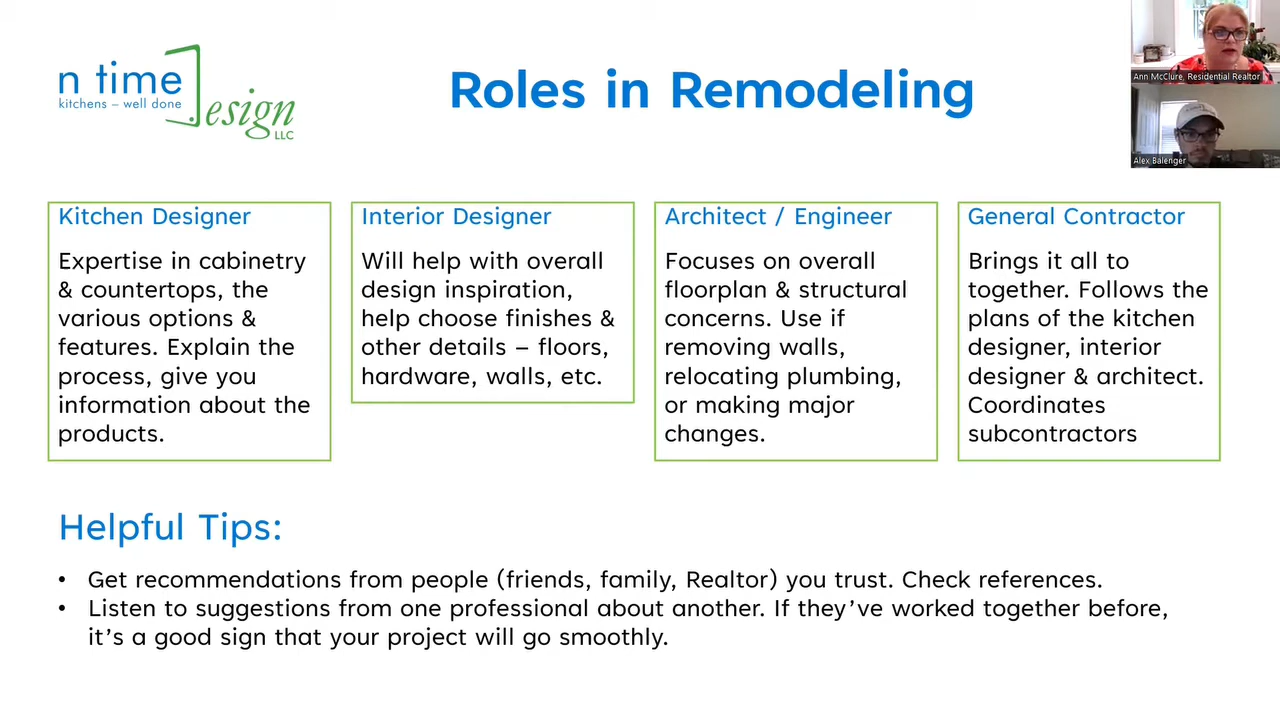 n time
kitchens – well done
Design
LLC
Roles in Remodeling
Ann McClure, Residential Realtor
Alex Balenger
Kitchen Designer
Expertise in cabinetry
& countertops, the
various options &
features. Explain the
process, give you
information about the
products.
Interior Designer
Will help with overall
design inspiration,
help choose finishes &
other details – floors,
hardware, walls, etc.
Architect / Engineer
Focuses on overall
floorplan & structural
concerns. Use if
removing walls,
relocating plumbing,
or making major
changes.
General Contractor
Brings it all to
together. Follows the
plans of the kitchen
designer, interior
designer & architect.
Coordinates
subcontractors
Helpful Tips:
• Get recommendations from people (friends, family, Realtor) you trust. Check references.
• Listen to suggestions from one professional about another. If they’ve worked together before,
it’s a good sign that your project will go smoothly.